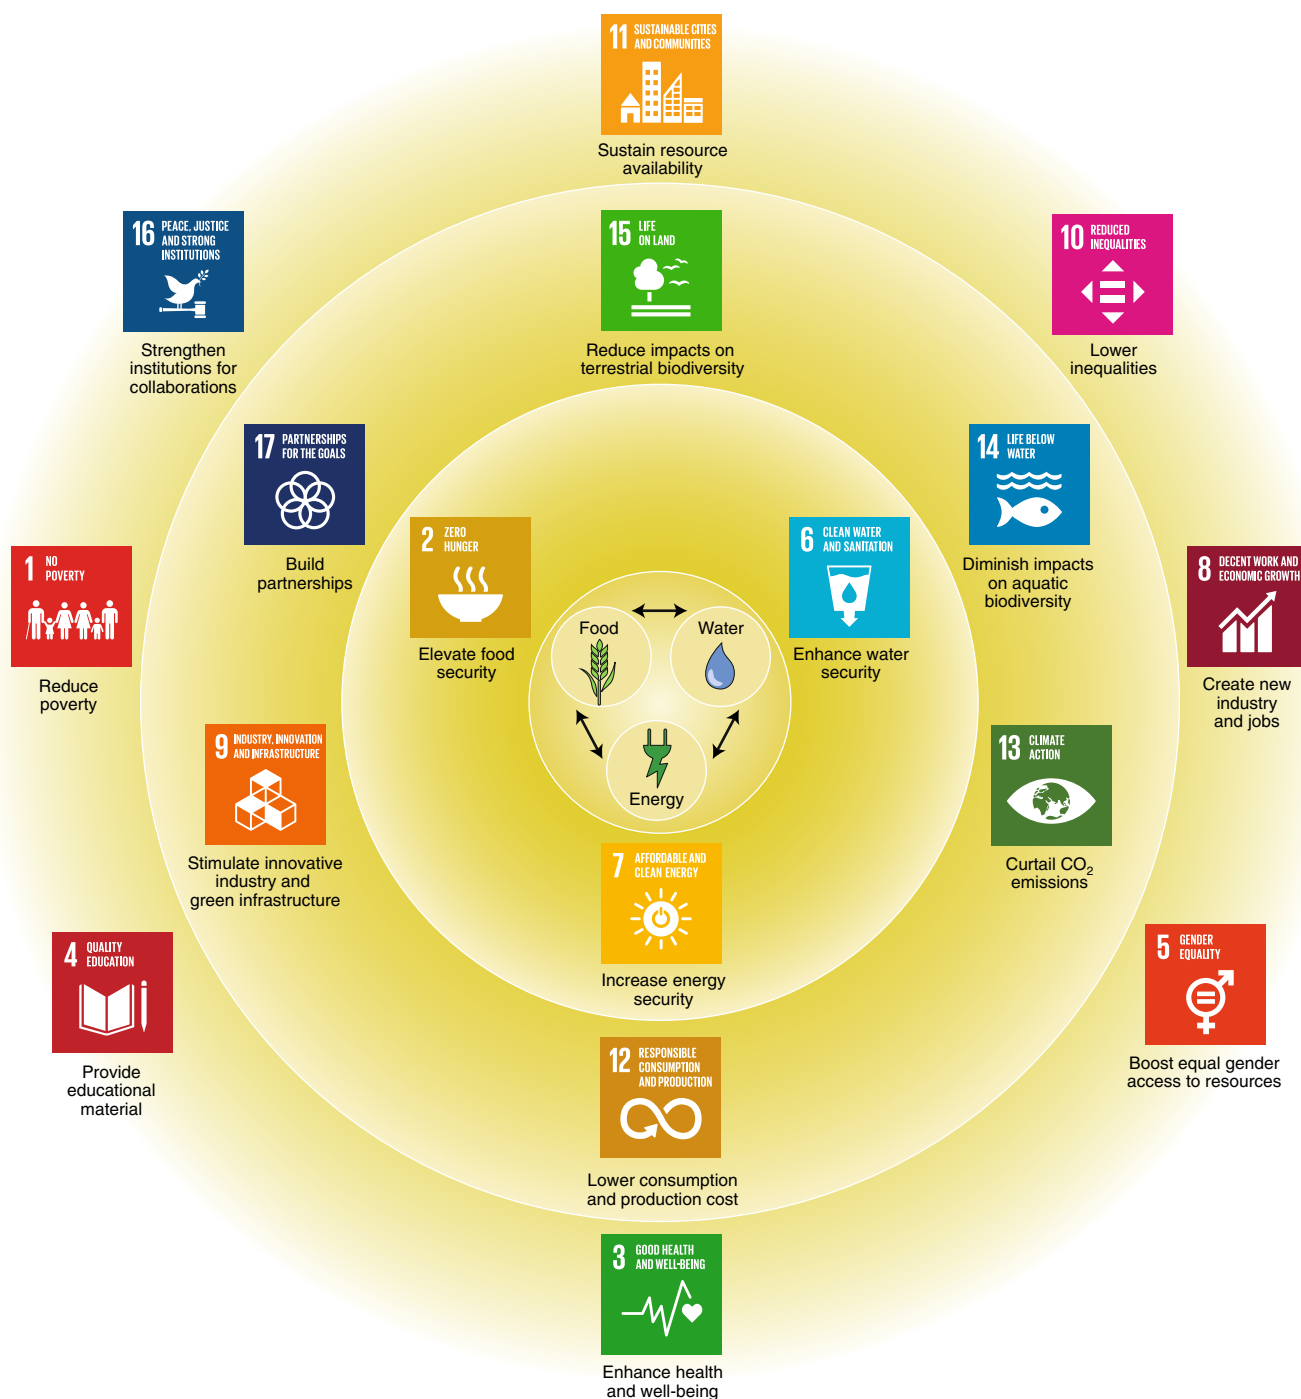 11 SUSTAINABLE CITIES
AND COMMUNITIES
Sustain resource
availability
16 PEACE, JUSTICE
AND STRONG
INSTITUTIONS
Strengthen
institutions for
collaborations
15 LIFE
ON LAND
Reduce impacts on
terrestrial biodiversity
10 REDUCED
INEQUALITIES
Lower
inequalities
17 PARTNERSHIPS
FOR THE GOALS
Build
partnerships
14 LIFE BELOW
WATER
Diminish impacts
on aquatic
biodiversity
2 ZERO
HUNGER
Elevate food
security
6 CLEAN WATER
AND SANITATION
Enhance water
security
1 NO
POVERTY
Reduce
poverty
8 DECENT WORK AND
ECONOMIC GROWTH
Create new
industry
and jobs
Food
Water
Energy
9 INDUSTRY, INNOVATION
AND INFRASTRUCTURE
Stimulate innovative
industry and
green infrastructure
13 CLIMATE
ACTION
Curtail CO₂
emissions
7 AFFORDABLE AND
CLEAN ENERGY
Increase energy
security
4 QUALITY
EDUCATION
Provide
educational
material
5 GENDER
EQUALITY
Boost equal gender
access to resources
12 RESPONSIBLE
CONSUMPTION
AND PRODUCTION
Lower consumption
and production cost
3 GOOD HEALTH
AND WELL-BEING
Enhance health
and well-being